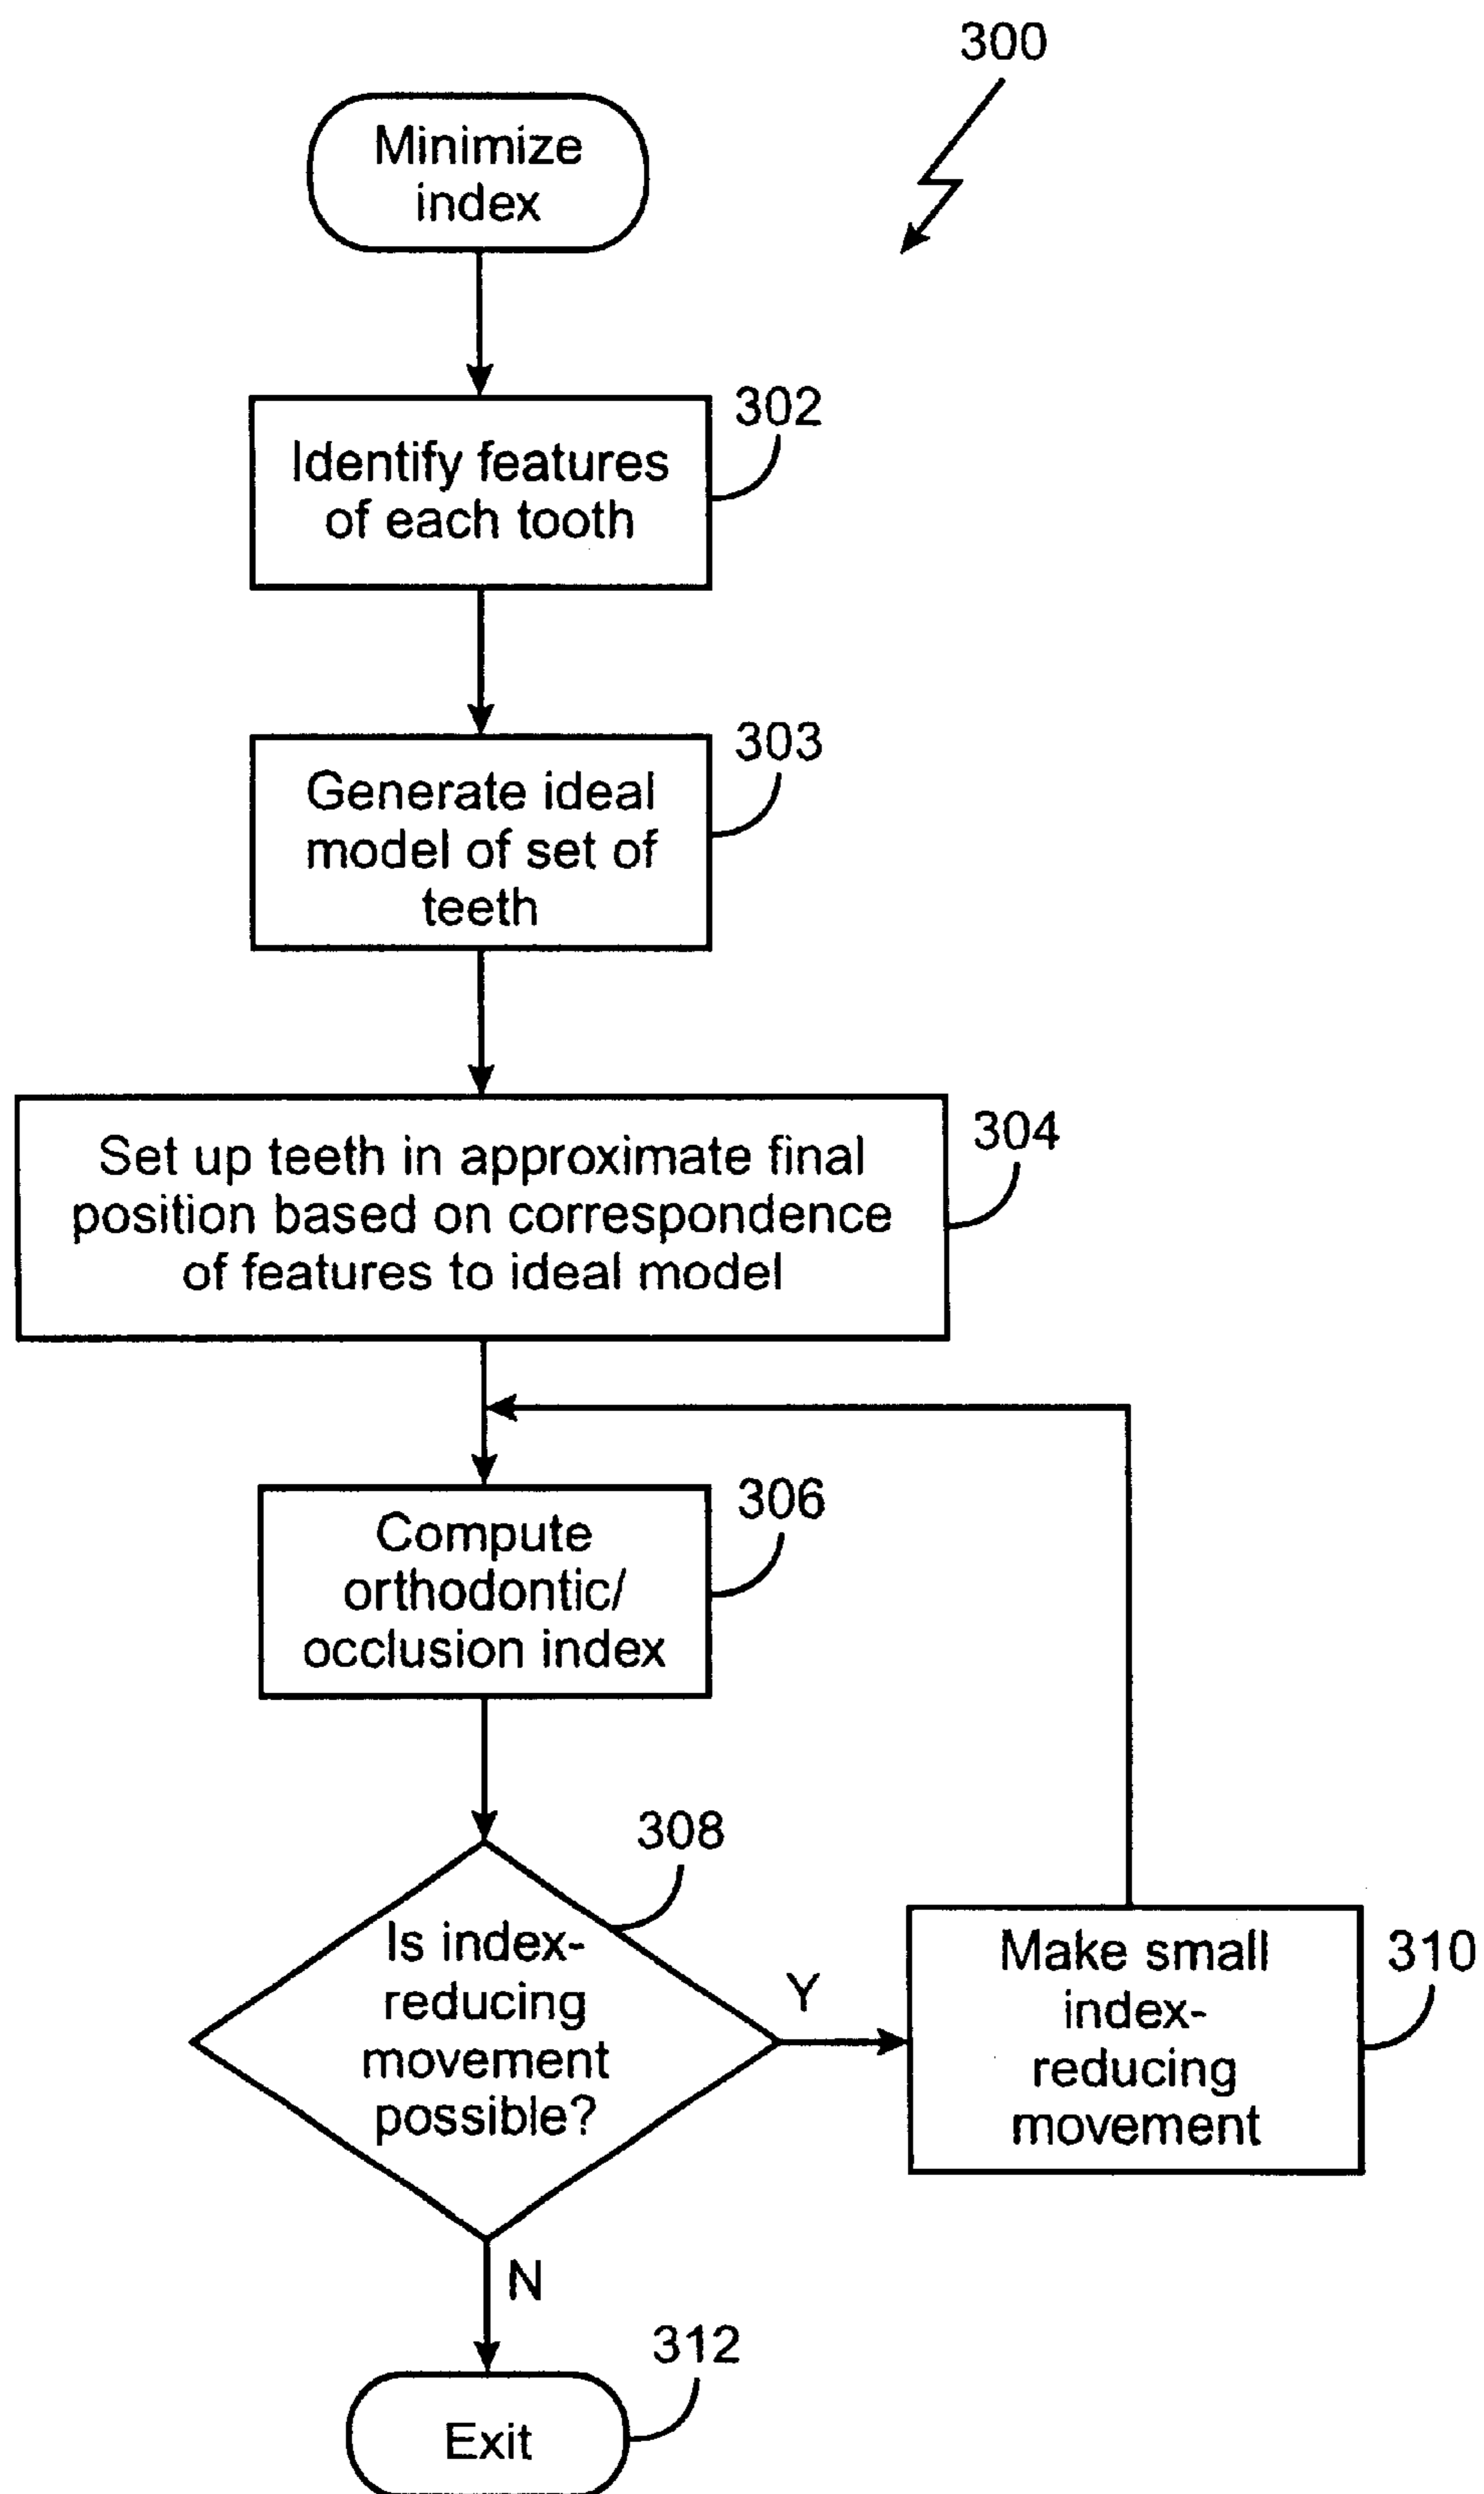 300
Minimize
index
302
Identify features
of each tooth
303
Generate ideal
model of set of
teeth
304
Set up teeth in approximate final
position based on correspondence
of features to ideal model
306
Compute
orthodontic/
occlusion index
308
Is index-
reducing
movement
possible?
Y
310
Make small
index-
reducing
movement
N
312
Exit